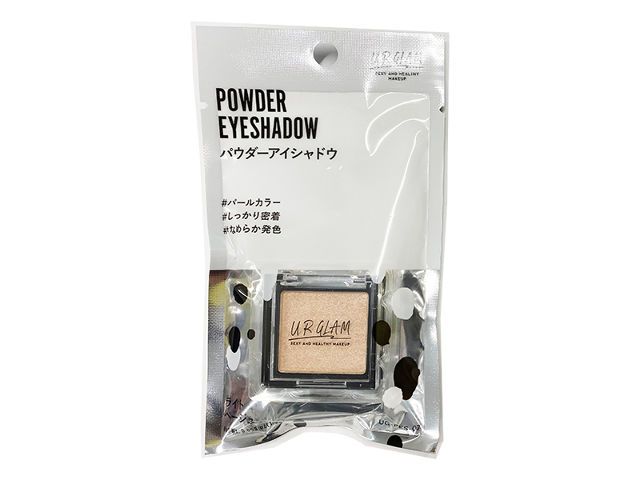 URGLAM
SEXY AND HEALTHY
MAKEUP
POWDER
EYESHADOW
パウダーアイシャドウ
#パールカラー
#しっかり密着
#なめらか発色
URGLAM
SEXY AND HEALTHY MAKEUP
ライト
ベージュ